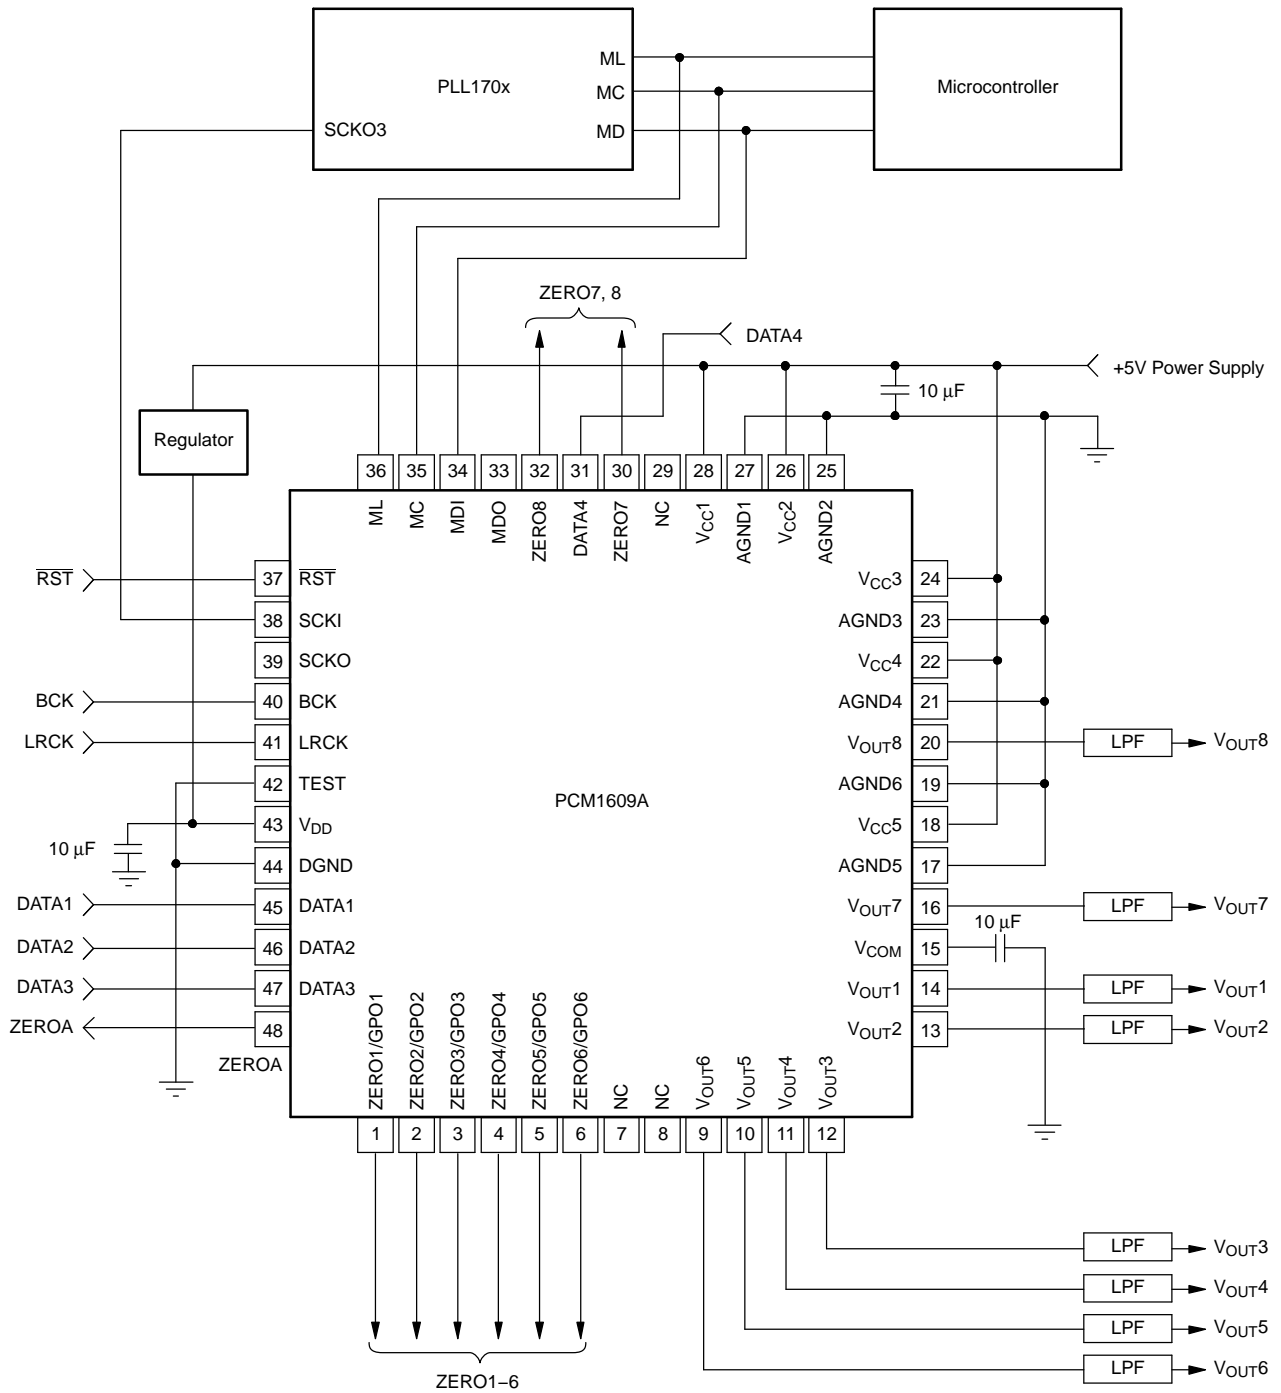 PLL170x
SCKO3
ML
MC
MD
Microcontroller
ZERO7, 8
DATA4
+5V Power Supply
10 μF
Regulator
36 35 34 33 32 31 30 29 28 27 26 25
ML MC MDI MDO ZERO8 DATA4 ZERO7 NC VCC1 AGND1 VCC2 AGND2
RST 37 RST
38 SCKI
39 SCKO
BCK 40 BCK
LRCK 41 LRCK
42 TEST
43 VDD
10 μF
44 DGND
DATA1 45 DATA1
DATA2 46 DATA2
DATA3 47 DATA3
ZEROA 48
ZEROA
PCM1609A
VCC3 24
AGND3 23
VCC4 22
AGND4 21
VOUT8 20 LPF VOUT8
AGND6 19
VCC5 18
AGND5 17
VOUT7 16 LPF VOUT7
10 μF
VCOM 15
VOUT1 14 LPF VOUT1
VOUT2 13 LPF VOUT2
ZERO1/GPO1 ZERO2/GPO2 ZERO3/GPO3 ZERO4/GPO4 ZERO5/GPO5 ZERO6/GPO6 NC NC VOUT6 VOUT5 VOUT4 VOUT3
1 2 3 4 5 6 7 8 9 10 11 12
LPF VOUT3
LPF VOUT4
LPF VOUT5
LPF VOUT6
ZERO1–6